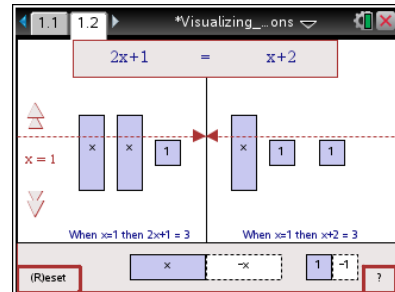 1.1 1.2 *Visualizing_...ons
2x+1 = x+2
x x 1 x 1 1
x = 1
When x=1 then 2x+1 = 3 When x=1 then x+2 = 3
(R)eset x -x 1 -1 ?